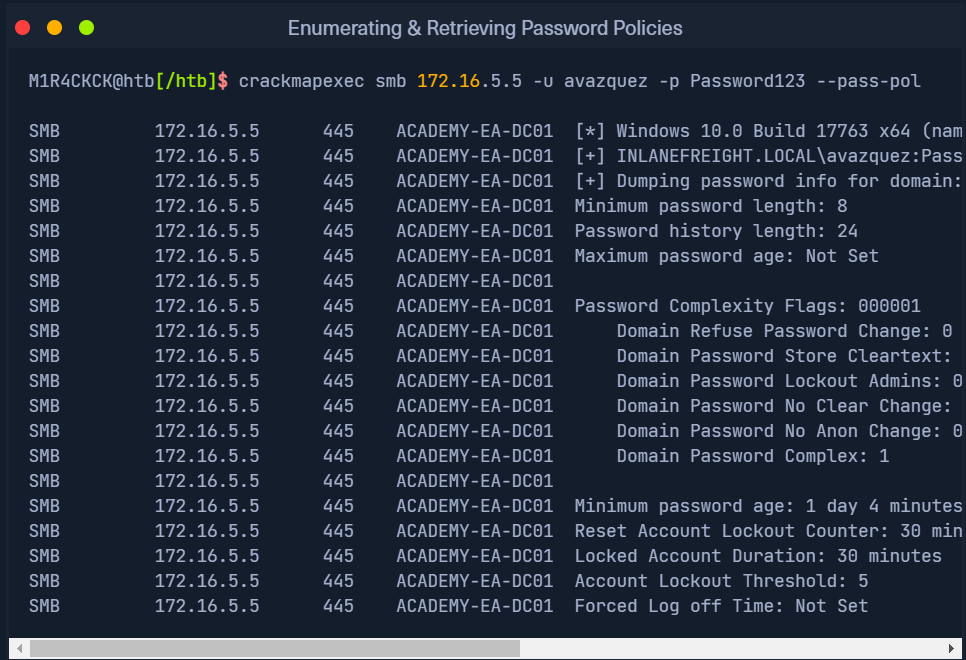 Enumerating & Retrieving Password Policies
M1R4CKCK@htb[/htb]$ crackmapexec smb 172.16.5.5 -u avazquez -p Password123 --pass-pol
SMB 172.16.5.5 445 ACADEMY-EA-DC01 [*] Windows 10.0 Build 17763 x64 (nam
SMB 172.16.5.5 445 ACADEMY-EA-DC01 [+] INLANEFREIGHT.LOCAL\avazquez:Pass
SMB 172.16.5.5 445 ACADEMY-EA-DC01 [+] Dumping password info for domain:
SMB 172.16.5.5 445 ACADEMY-EA-DC01 Minimum password length: 8
SMB 172.16.5.5 445 ACADEMY-EA-DC01 Password history length: 24
SMB 172.16.5.5 445 ACADEMY-EA-DC01 Maximum password age: Not Set
SMB 172.16.5.5 445 ACADEMY-EA-DC01
SMB 172.16.5.5 445 ACADEMY-EA-DC01 Password Complexity Flags: 000001
SMB 172.16.5.5 445 ACADEMY-EA-DC01 Domain Refuse Password Change: 0
SMB 172.16.5.5 445 ACADEMY-EA-DC01 Domain Password Store Cleartext:
SMB 172.16.5.5 445 ACADEMY-EA-DC01 Domain Password Lockout Admins: 0
SMB 172.16.5.5 445 ACADEMY-EA-DC01 Domain Password No Clear Change:
SMB 172.16.5.5 445 ACADEMY-EA-DC01 Domain Password No Anon Change: 0
SMB 172.16.5.5 445 ACADEMY-EA-DC01 Domain Password Complex: 1
SMB 172.16.5.5 445 ACADEMY-EA-DC01
SMB 172.16.5.5 445 ACADEMY-EA-DC01 Minimum password age: 1 day 4 minutes
SMB 172.16.5.5 445 ACADEMY-EA-DC01 Reset Account Lockout Counter: 30 min
SMB 172.16.5.5 445 ACADEMY-EA-DC01 Locked Account Duration: 30 minutes
SMB 172.16.5.5 445 ACADEMY-EA-DC01 Account Lockout Threshold: 5
SMB 172.16.5.5 445 ACADEMY-EA-DC01 Forced Log off Time: Not Set